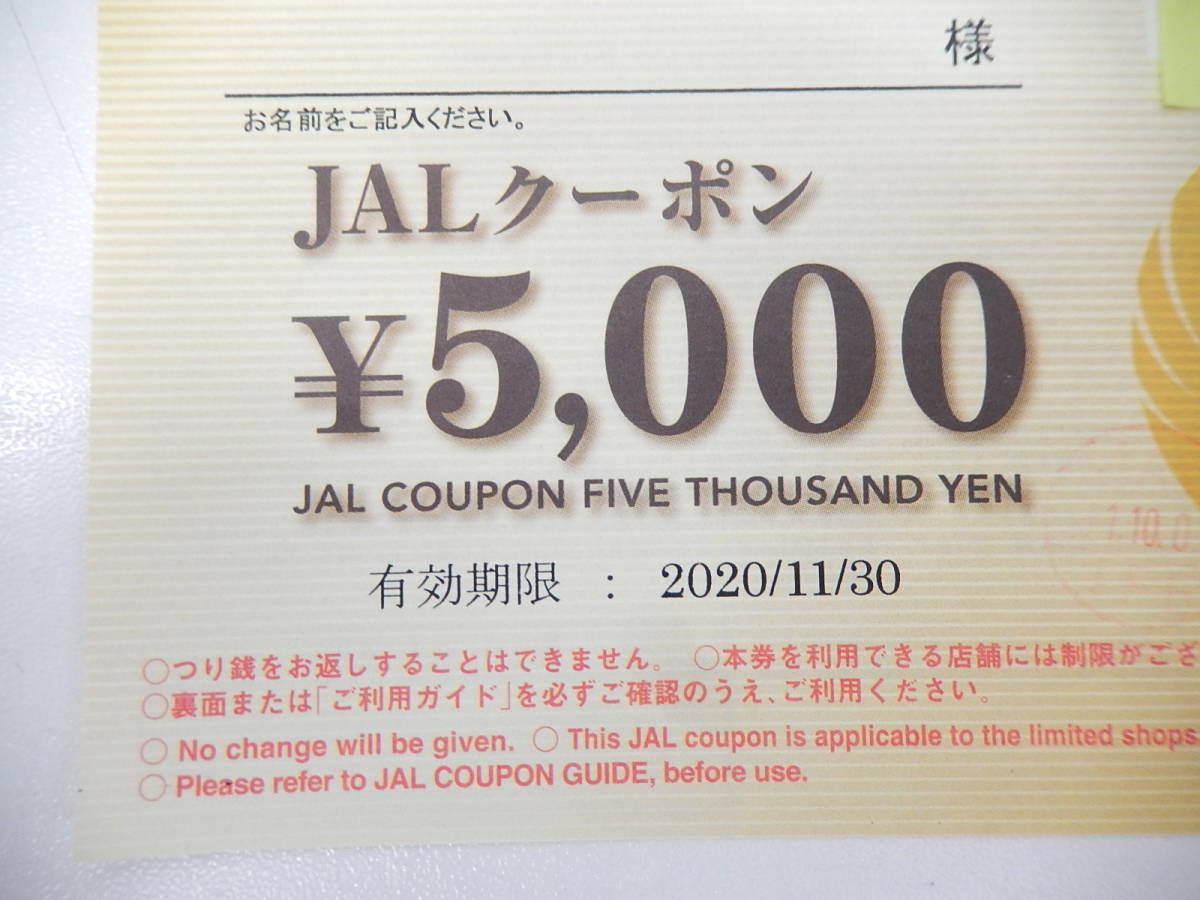 様
お名前をご記入ください。
JALクーポン
¥5,000
JAL COUPON FIVE THOUSAND YEN
有効期限 : 2020/11/30
○つり銭をお返しすることはできません。 ○本券を利用できる店舗には制限がござ
○裏面または「ご利用ガイド」を必ずご確認のうえ、ご利用ください。
○ No change will be given. ○ This JAL coupon is applicable to the limited shops
○ Please refer to JAL COUPON GUIDE, before use.